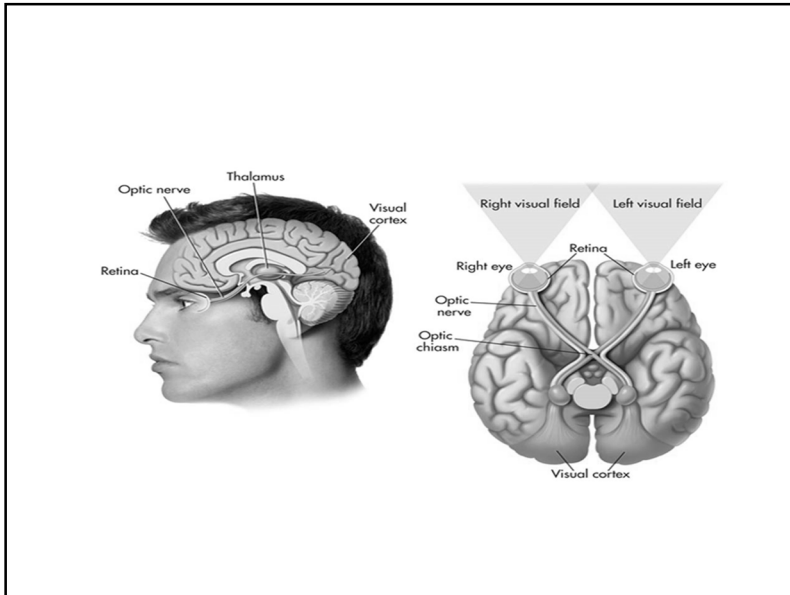 Thalamus
Optic nerve
Visual
cortex
Retina
Right visual field
Left visual field
Retina
Right eye
Left eye
Optic
nerve
Optic
chiasm
Visual cortex